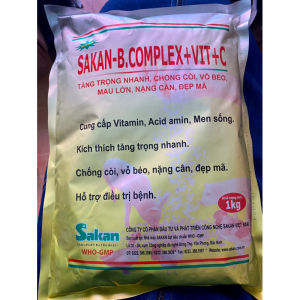 SAKAN-B.COMPLEX+VIT+C
TĂNG TRỌNG NHANH, CHỐNG CÒI, VỖ BÉO,
MAU LỚN, NẶNG CÂN, ĐẸP MÃ
Cung cấp Vitamin, Acid amin, Men sống.
Kích thích tăng trọng nhanh.
Chống còi, vỗ béo, nặng cân, đẹp mã.
Hỗ trợ điều trị bệnh.
1kg
Sakan
WHO-GMP
CÔNG TY CỔ PHẦN ĐẦU TƯ VÀ PHÁT TRIỂN CÔNG NGHỆ SAKAN VIỆT NAM